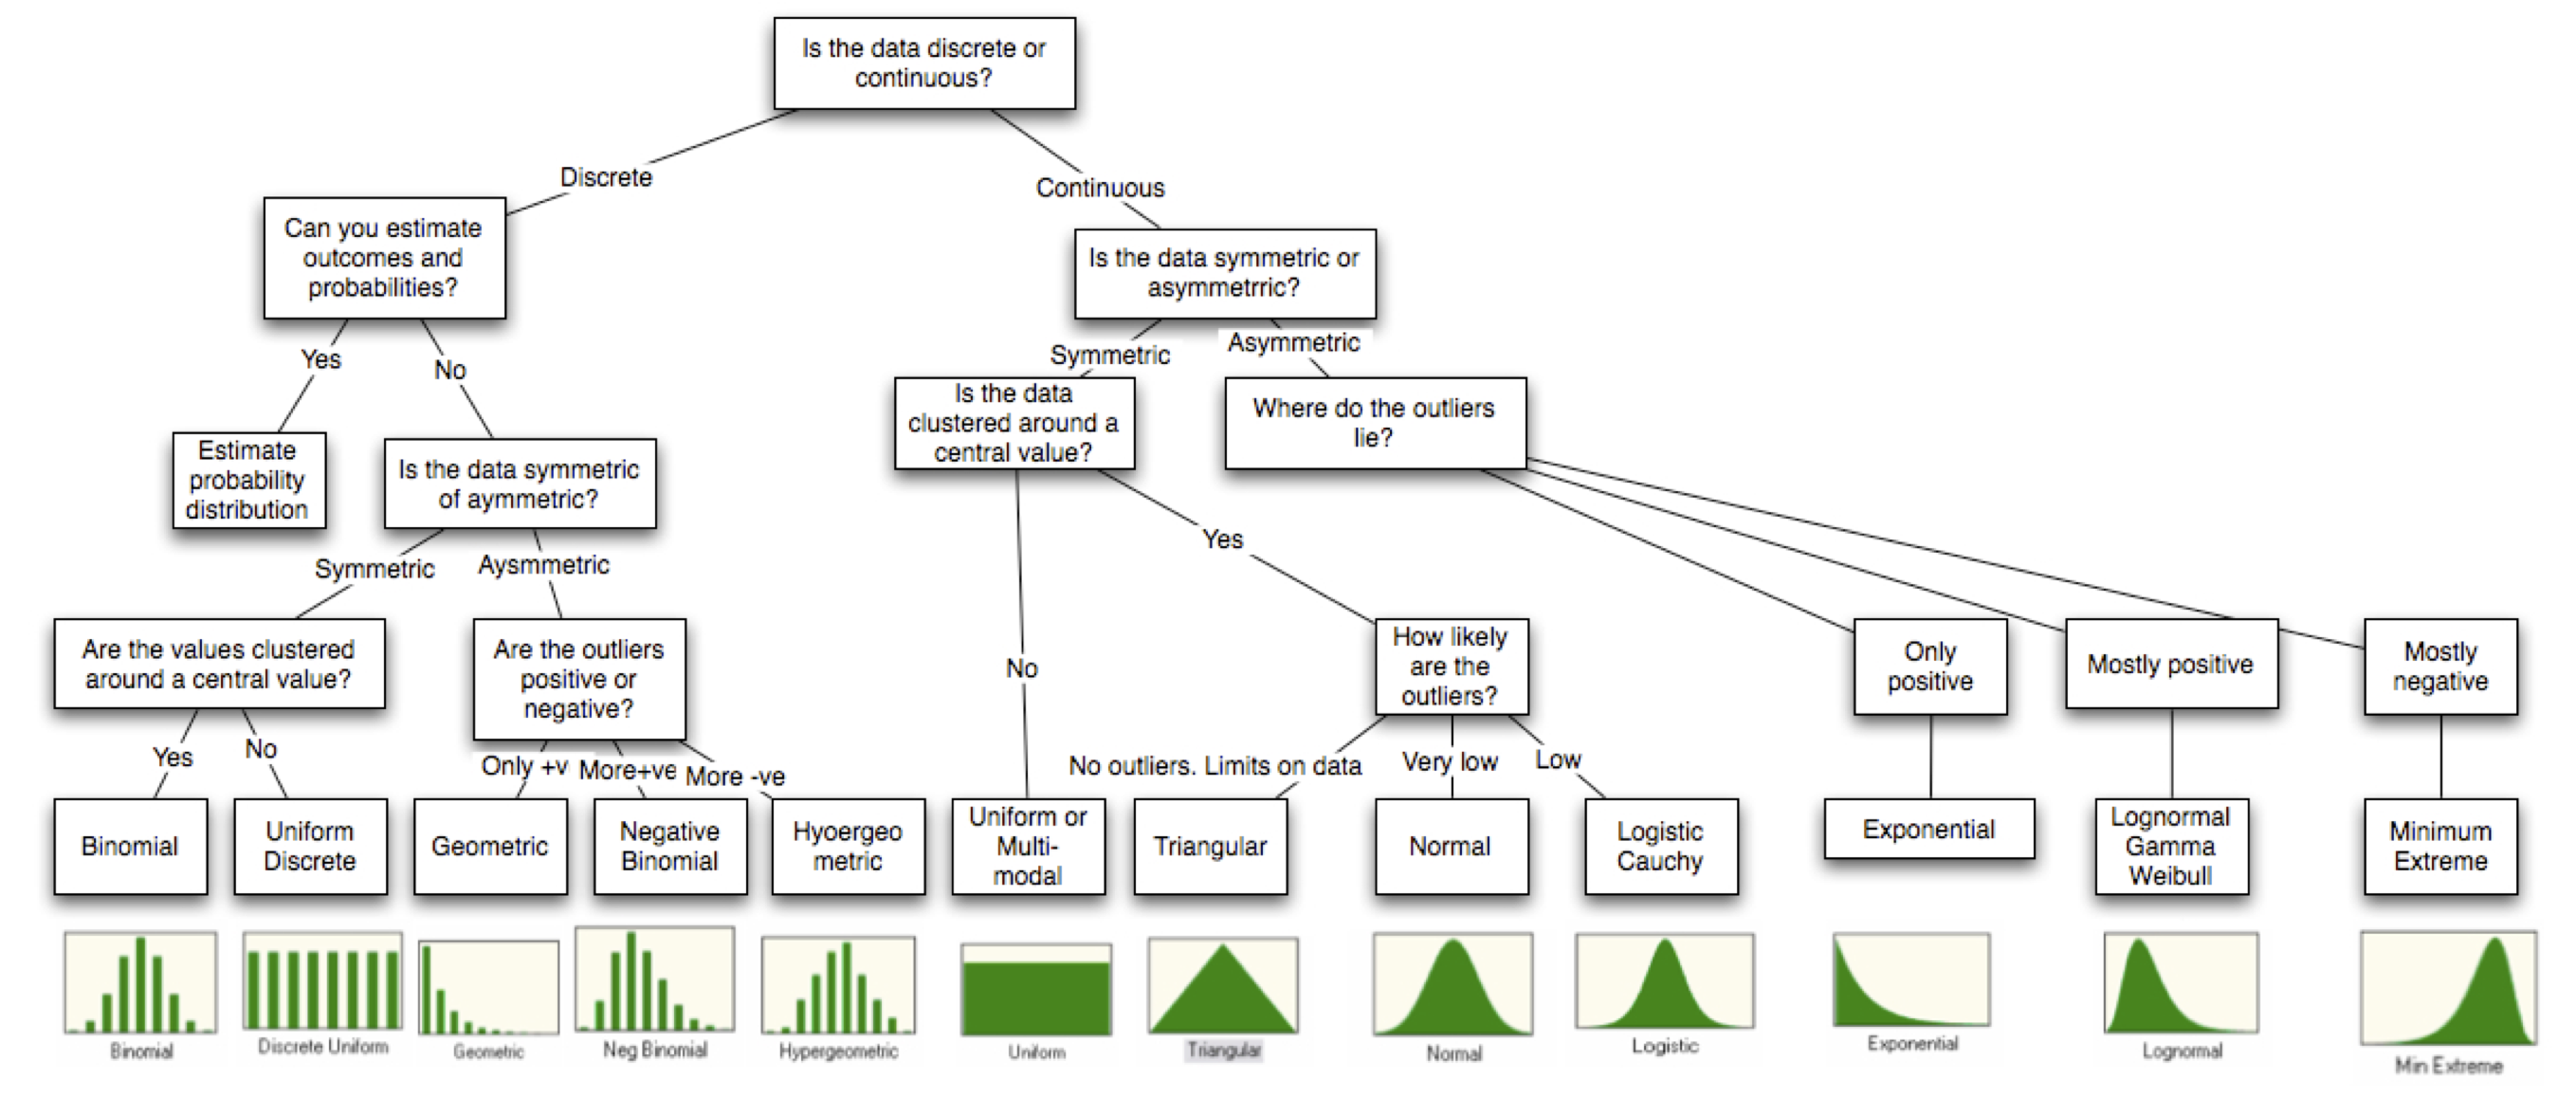 Is the data discrete or
continuous?
Discrete
Continuous
Can you estimate
outcomes and
probabilities?
Is the data symmetric or
asymmetrric?
Yes
No
Symmetric
Asymmetric
Estimate
probability
distribution
Is the data symmetric
of aymmetric?
Is the data
clustered around a
central value?
Where do the outliers
lie?
Symmetric
Aysmmetric
Yes
No
Are the values clustered
around a central value?
Are the outliers
positive or
negative?
How likely
are the
outliers?
Only
positive
Mostly positive
Mostly
negative
Yes
No
Only +v
More+ve
More -ve
No outliers. Limits on data
Very low
Low
Binomial
Uniform
Discrete
Geometric
Negative
Binomial
Hyoergeo
metric
Uniform or
Multi-
modal
Triangular
Normal
Logistic
Cauchy
Exponential
Lognormal
Gamma
Weibull
Minimum
Extreme
Binomial
Discrete Uniform
Geometric
Neg Binomial
Hypergeometric
Uniform
Triangular
Normal
Logistic
Exponential
Lognormal
Min Extreme